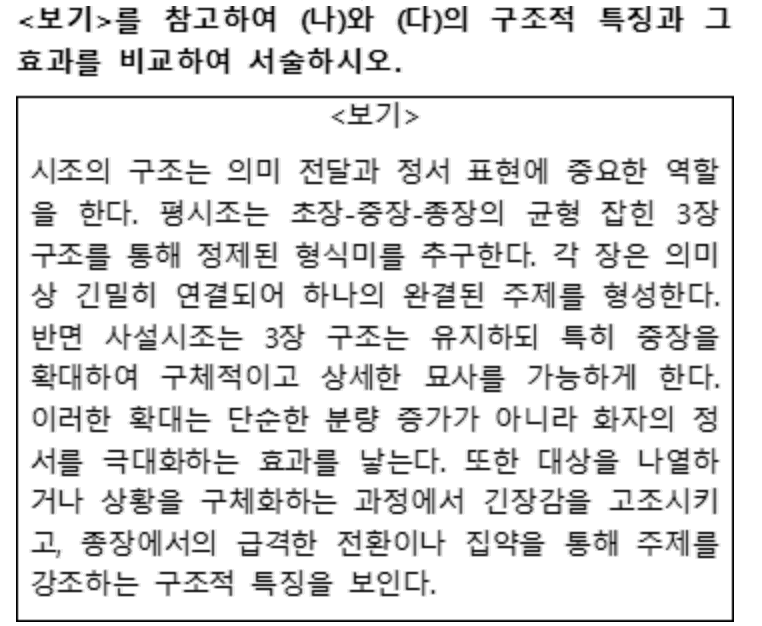 <보기>를 참고하여 (나)와 (다)의 구조적 특징과 그
효과를 비교하여 서술하시오.
<보기>
시조의 구조는 의미 전달과 정서 표현에 중요한 역할
을 한다. 평시조는 초장-중장-종장의 균형 잡힌 3장
구조를 통해 정제된 형식미를 추구한다. 각 장은 의미
상 긴밀히 연결되어 하나의 완결된 주제를 형성한다.
반면 사설시조는 3장 구조는 유지하되 특히 중장을
확대하여 구체적이고 상세한 묘사를 가능하게 한다.
이러한 확대는 단순한 분량 증가가 아니라 화자의 정
서를 극대화하는 효과를 낳는다. 또한 대상을 나열하
거나 상황을 구체화하는 과정에서 긴장감을 고조시키
고, 종장에서의 급격한 전환이나 집약을 통해 주제를
강조하는 구조적 특징을 보인다.